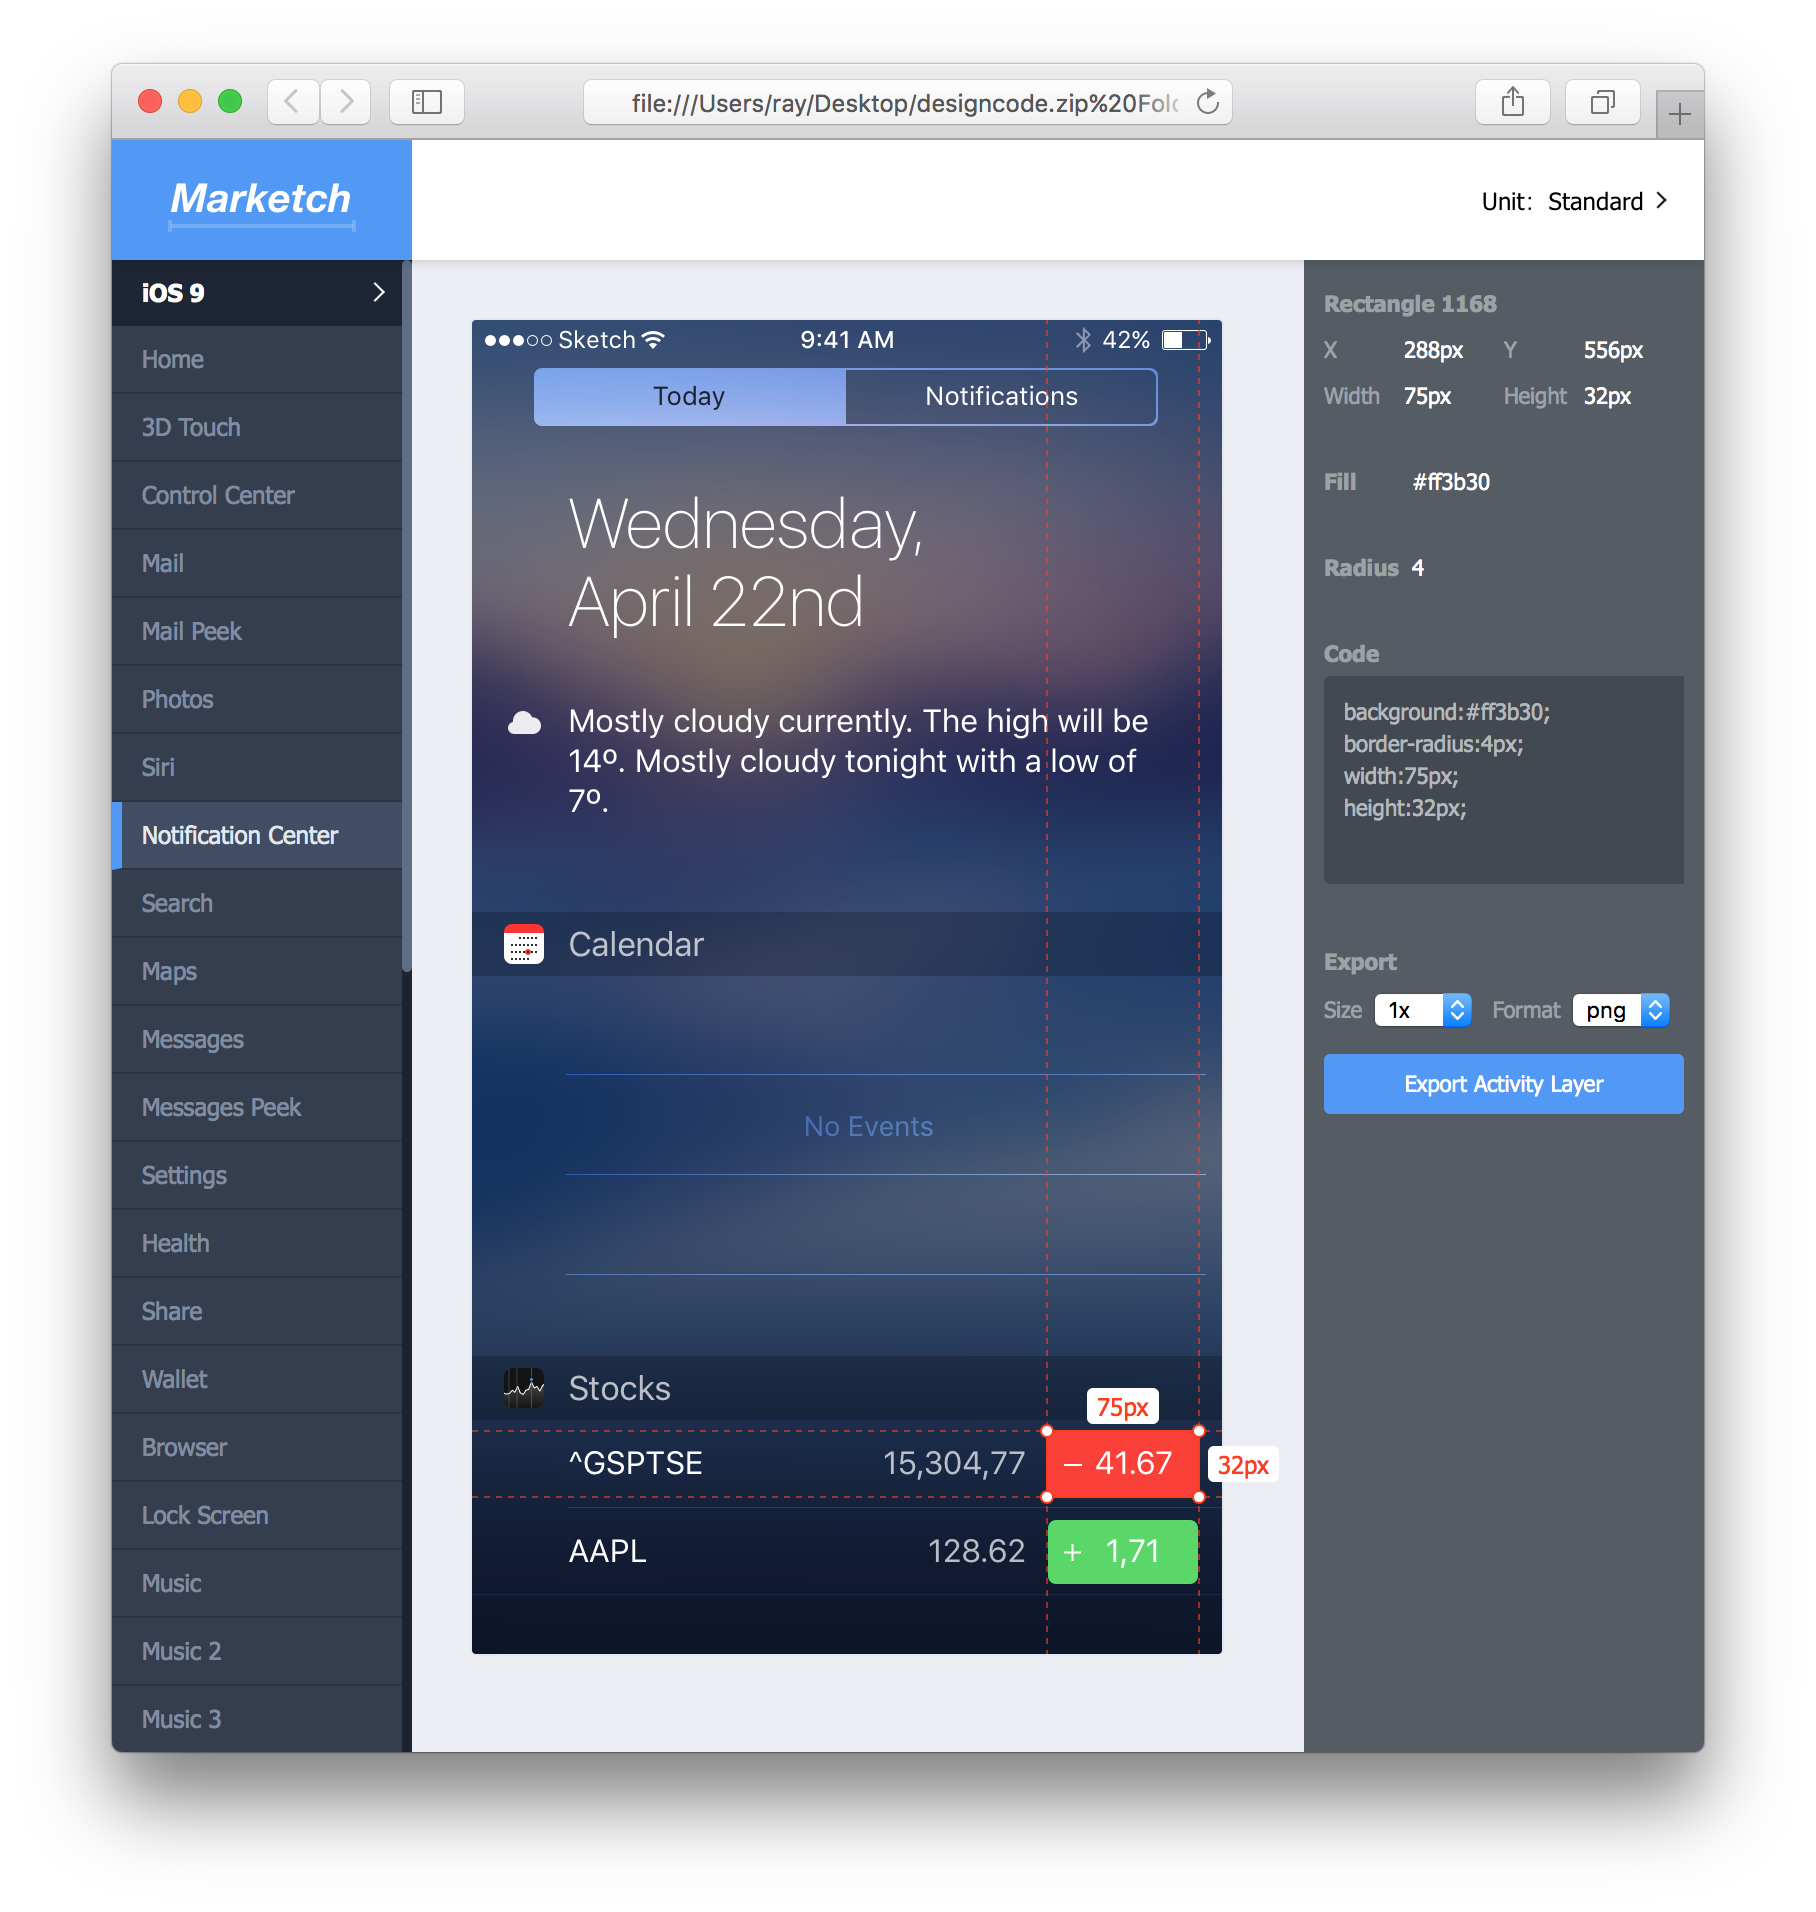 file:///Users/ray/Desktop/designcode.zip%20Fol
Marketch
Unit: Standard
iOS 9
Home
3D Touch
Control Center
Mail
Mail Peek
Photos
Siri
Notification Center
Search
Maps
Messages
Messages Peek
Settings
Health
Share
Wallet
Browser
Lock Screen
Music
Music 2
Music 3
Sketch 9:41 AM 42%
Today Notifications
Wednesday,
April 22nd
Mostly cloudy currently. The high will be
14º. Mostly cloudy tonight with a low of
7º.
Calendar
No Events
Stocks
75px
^GSPTSE 15,304,77 – 41.67 32px
AAPL 128.62 + 1,71
Rectangle 1168
X 288px Y 556px
Width 75px Height 32px
Fill #ff3b30
Radius 4
Code
background:#ff3b30;
border-radius:4px;
width:75px;
height:32px;
Export
Size 1x Format png
Export Activity Layer